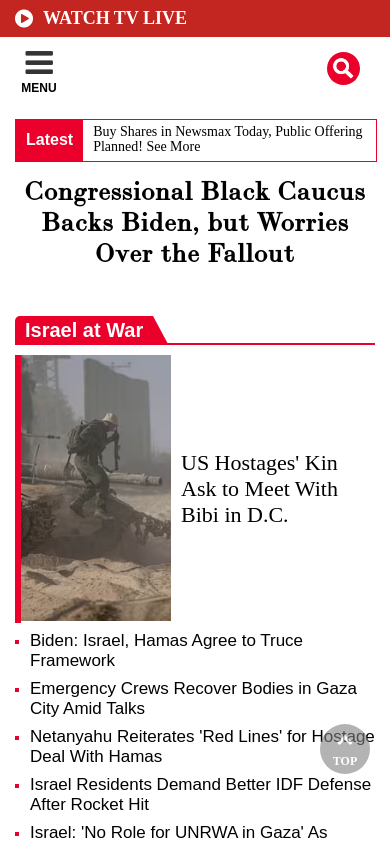 WATCH TV LIVE
MENU
Latest
Buy Shares in Newsmax Today, Public Offering
Planned! See More
Congressional Black Caucus
Backs Biden, but Worries
Over the Fallout
Israel at War
US Hostages' Kin
Ask to Meet With
Bibi in D.C.
Biden: Israel, Hamas Agree to Truce
Framework
Emergency Crews Recover Bodies in Gaza
City Amid Talks
Netanyahu Reiterates 'Red Lines' for Hostage
Deal With Hamas
TOP
Israel Residents Demand Better IDF Defense
After Rocket Hit
Israel: 'No Role for UNRWA in Gaza' As